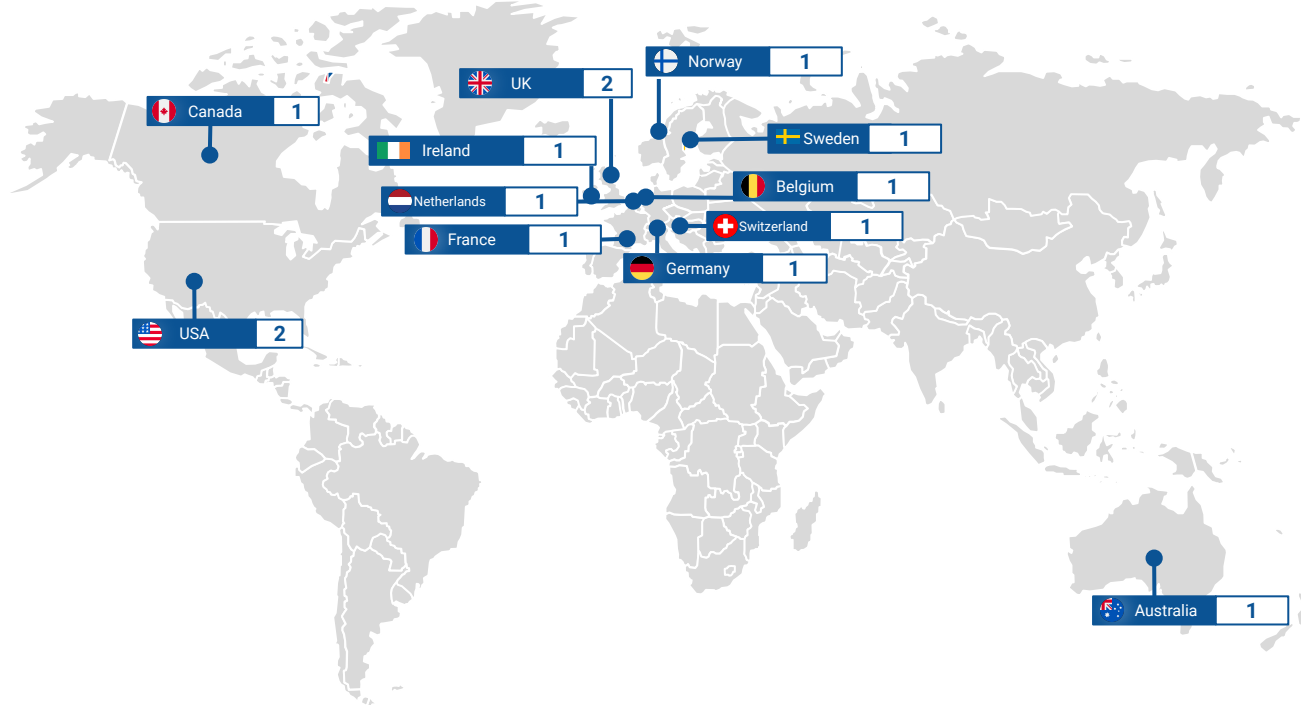 Norway 1
UK 2
Canada 1
Sweden 1
Ireland 1
Belgium 1
Netherlands 1
Switzerland 1
France 1
Germany 1
USA 2
Australia 1